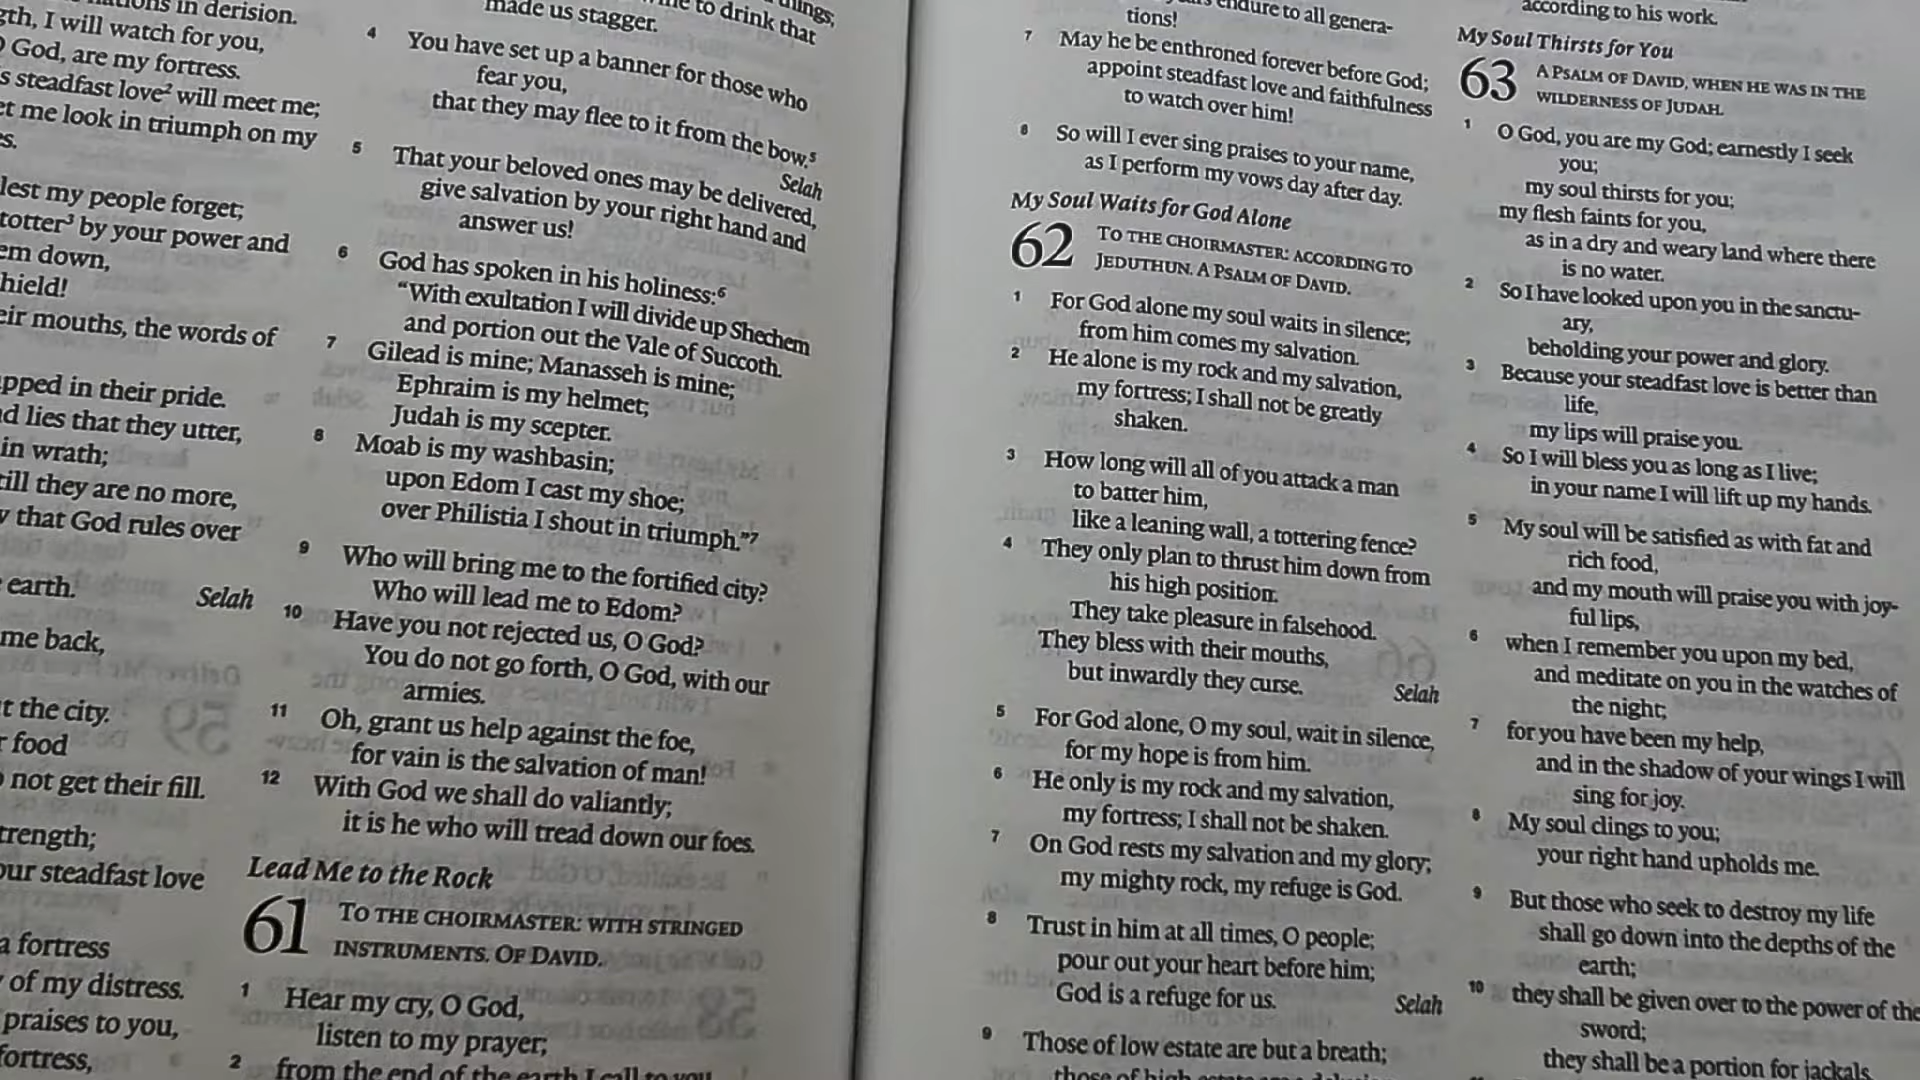 nations in derision.
I will watch for you,
God, are my fortress.
steadfast love² will meet me;
let me look in triumph on my
lest my people forget;
totter³ by your power and
down,
their mouths, the words of
in their pride.
lies that they utter,
in wrath;
till they are no more,
that God rules over
earth. Selah
me back,
the city.
food
not get their fill.
steadfast love
a fortress
of my distress.
praises to you,
fortress,
to drink that
made us stagger.
4 You have set up a banner for those who
fear you,
that they may flee to it from the bow.⁵
Selah
5 That your beloved ones may be delivered,
give salvation by your right hand and
answer us!
6 God has spoken in his holiness:⁶
“With exultation I will divide up Shechem
and portion out the Vale of Succoth.
7 Gilead is mine; Manasseh is mine;
Ephraim is my helmet;
Judah is my scepter.
8 Moab is my washbasin;
upon Edom I cast my shoe;
over Philistia I shout in triumph.”⁷
9 Who will bring me to the fortified city?
Who will lead me to Edom?
10 Have you not rejected us, O God?
You do not go forth, O God, with our
armies.
11 Oh, grant us help against the foe,
for vain is the salvation of man!
12 With God we shall do valiantly;
it is he who will tread down our foes.
Lead Me to the Rock
61 TO THE CHOIRMASTER: WITH STRINGED
INSTRUMENTS. OF DAVID.
1 Hear my cry, O God,
listen to my prayer;
2 from the end of the earth I call to you
endure to all genera-
tions!
7 May he be enthroned forever before God;
appoint steadfast love and faithfulness
to watch over him!
8 So will I ever sing praises to your name,
as I perform my vows day after day.
My Soul Waits for God Alone
62 TO THE CHOIRMASTER: ACCORDING TO
JEDUTHUN. A PSALM OF DAVID.
1 For God alone my soul waits in silence;
from him comes my salvation.
2 He alone is my rock and my salvation,
my fortress; I shall not be greatly
shaken.
3 How long will all of you attack a man
to batter him,
like a leaning wall, a tottering fence?
4 They only plan to thrust him down from
his high position.
They take pleasure in falsehood.
They bless with their mouths,
but inwardly they curse. Selah
5 For God alone, O my soul, wait in silence,
for my hope is from him.
6 He only is my rock and my salvation,
my fortress; I shall not be shaken.
7 On God rests my salvation and my glory;
my mighty rock, my refuge is God.
8 Trust in him at all times, O people;
pour out your heart before him;
God is a refuge for us. Selah
9 Those of low estate are but a breath;
those of high estate
according to his work.
My Soul Thirsts for You
63 A PSALM OF DAVID, WHEN HE WAS IN THE
WILDERNESS OF JUDAH.
1 O God, you are my God; earnestly I seek
you;
my soul thirsts for you;
my flesh faints for you,
as in a dry and weary land where there
is no water.
2 So I have looked upon you in the sanctu-
ary,
beholding your power and glory.
3 Because your steadfast love is better than
life,
my lips will praise you.
4 So I will bless you as long as I live;
in your name I will lift up my hands.
5 My soul will be satisfied as with fat and
rich food,
and my mouth will praise you with joy-
ful lips,
6 when I remember you upon my bed,
and meditate on you in the watches of
the night;
7 for you have been my help,
and in the shadow of your wings I will
sing for joy.
8 My soul clings to you;
your right hand upholds me.
9 But those who seek to destroy my life
shall go down into the depths of the
earth;
10 they shall be given over to the power of the
sword;
they shall be a portion for jackals.